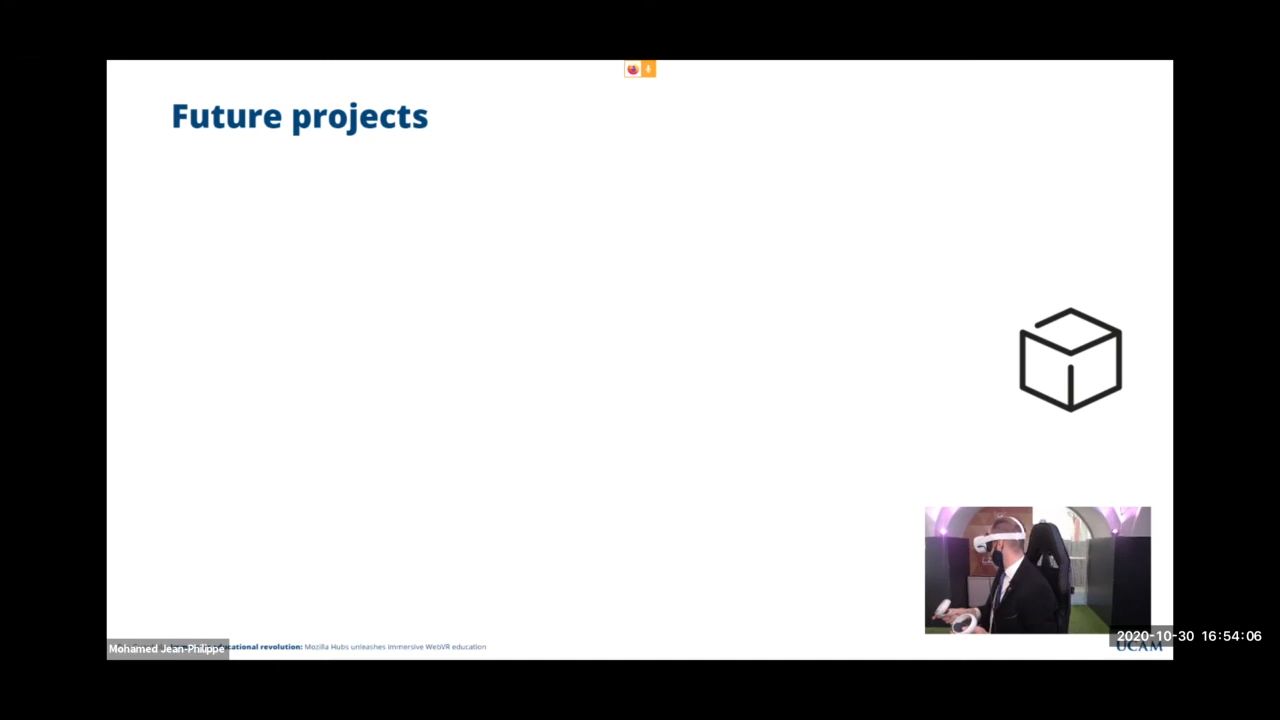 Future projects
Mohamed Jean-Philippe
cational revolution: Mozilla Hubs unleashes immersive WebVR education
2020-10-30 16:54:06
UCAM